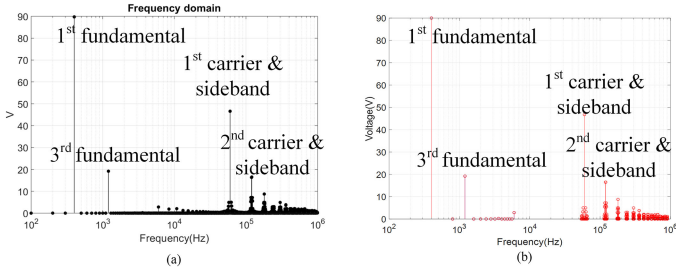 Frequency domain
90
80
70
60
50
40
30
20
10
0
V
1st fundamental
1st carrier &
sideband
3rd fundamental
2nd carrier &
sideband
10^2
10^3
10^4
10^5
10^6
Frequency(Hz)
(a)
90
80
70
60
50
40
30
20
10
0
Voltage(V)
1st fundamental
1st carrier &
sideband
3rd fundamental
2nd carrier &
sideband
10^2
10^3
10^4
10^5
10^6
Frequency(Hz)
(b)